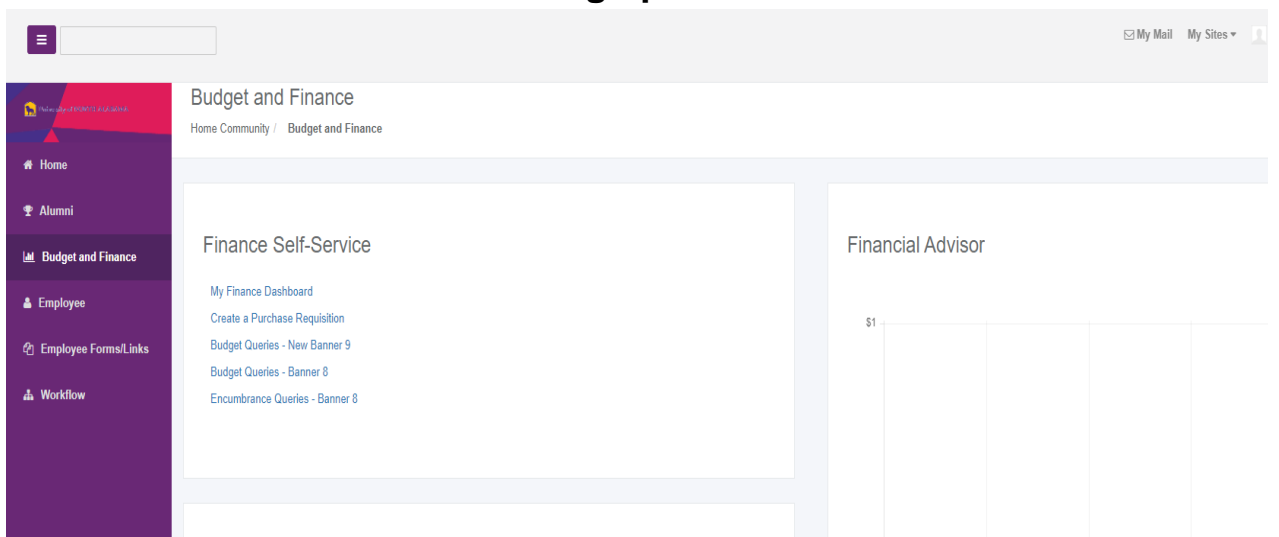 My Mail My Sites
Budget and Finance
Home Community / Budget and Finance
Home
Alumni
Budget and Finance
Employee
Employee Forms/Links
Workflow
Finance Self-Service
My Finance Dashboard
Create a Purchase Requisition
Budget Queries - New Banner 9
Budget Queries - Banner 8
Encumbrance Queries - Banner 8
Financial Advisor
$1